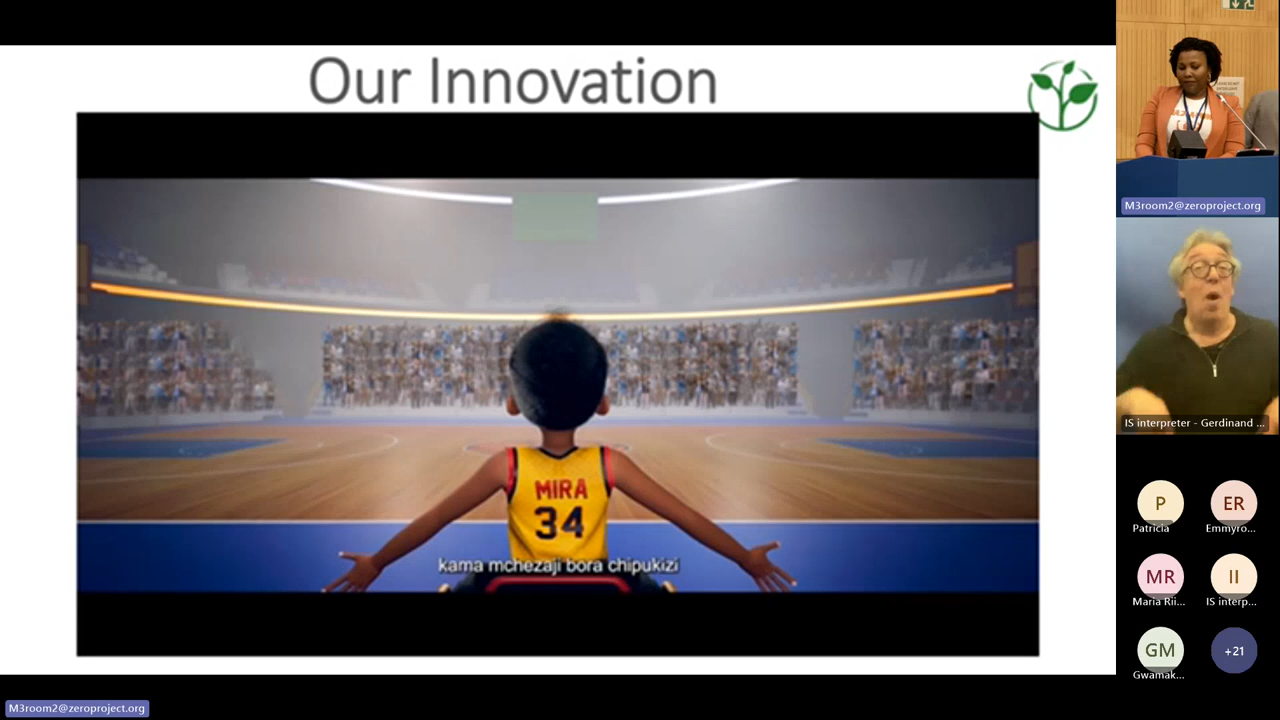 Our Innovation
MIRA
34
kama mchezaji bora chipukizi
M3room2@zeroproject.org
IS interpreter - Gerdinand ...
P
Patricia
ER
Emmyro...
MR
Maria Rii...
II
IS interp...
GM
Gwamak...
+21
M3room2@zeroproject.org